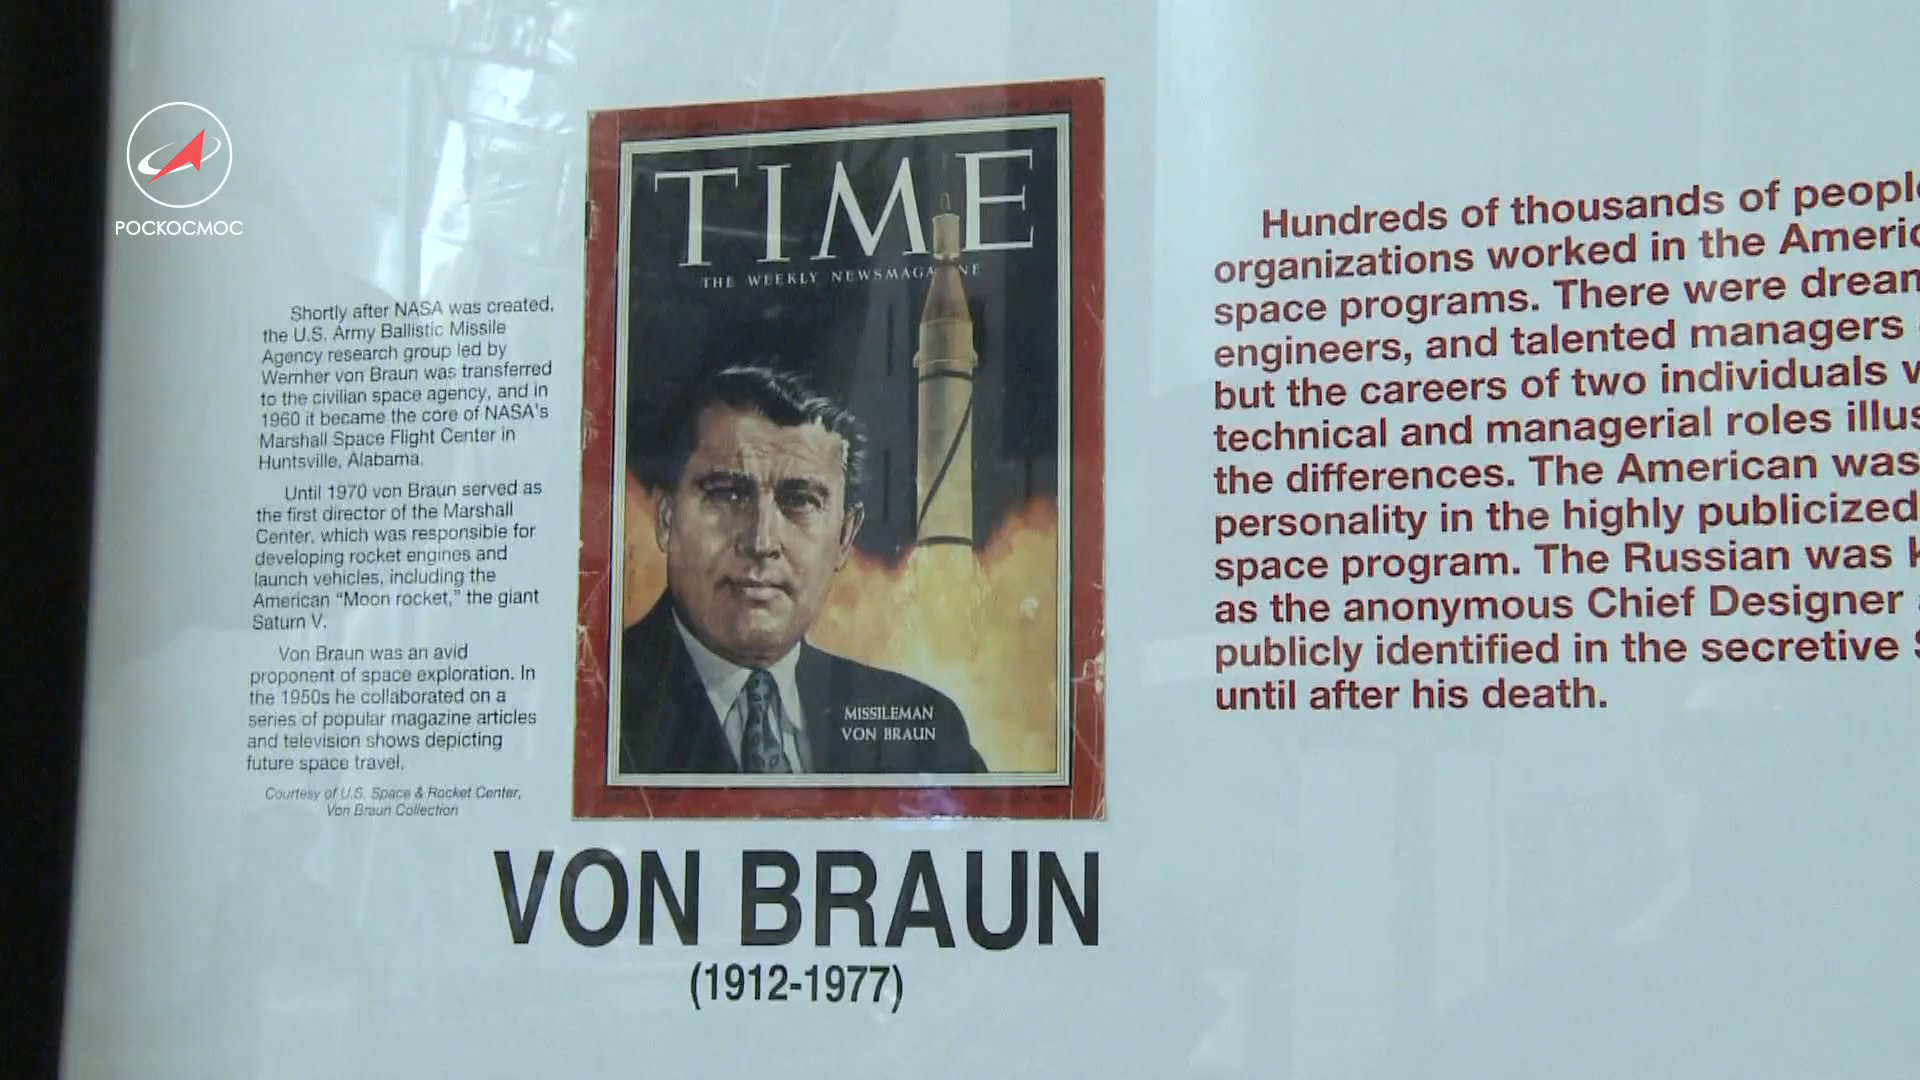 РОСКОСМОС
Shortly after NASA was created,
the U.S. Army Ballistic Missile
Agency research group led by
Wernher von Braun was transferred
to the civilian space agency, and in
1960 it became the core of NASA's
Marshall Space Flight Center in
Huntsville, Alabama.
Until 1970 von Braun served as
the first director of the Marshall
Center, which was responsible for
developing rocket engines and
launch vehicles, including the
American “Moon rocket,” the giant
Saturn V.
Von Braun was an avid
proponent of space exploration. In
the 1950s he collaborated on a
series of popular magazine articles
and television shows depicting
future space travel.
Courtesy of U.S. Space & Rocket Center,
Von Braun Collection
TIME
THE WEEKLY NEWSMAGAZINE
MISSILEMAN
VON BRAUN
VON BRAUN
(1912-1977)
Hundreds of thousands of
organizations worked in the
space programs. There were
engineers, and talented managers
but the careers of two individuals
technical and managerial roles
the differences. The American was
personality in the highly publicized
space program. The Russian was
as the anonymous Chief Designer
publicly identified in the secretive
until after his death.